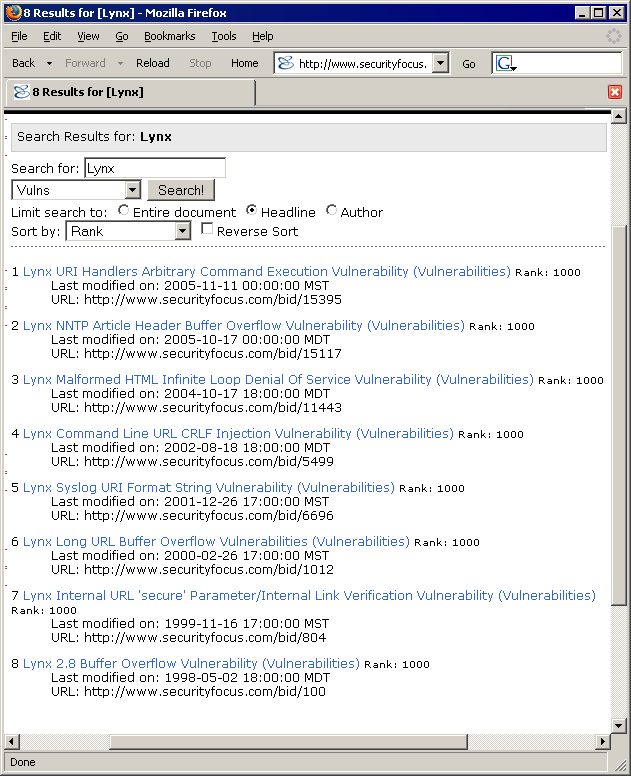 8 Results for [Lynx] - Mozilla Firefox
File Edit View Go Bookmarks Tools Help
Back Forward Reload Stop Home http://www.securityfocus. Go G
8 Results for [Lynx]
Search Results for: Lynx
Search for: Lynx
Vulns Search!
Limit search to: Entire document Headline Author
Sort by: Rank Reverse Sort
1 Lynx URI Handlers Arbitrary Command Execution Vulnerability (Vulnerabilities) Rank: 1000
Last modified on: 2005-11-11 00:00:00 MST
URL: http://www.securityfocus.com/bid/15395
2 Lynx NNTP Article Header Buffer Overflow Vulnerability (Vulnerabilities) Rank: 1000
Last modified on: 2005-10-17 00:00:00 MDT
URL: http://www.securityfocus.com/bid/15117
3 Lynx Malformed HTML Infinite Loop Denial Of Service Vulnerability (Vulnerabilities) Rank: 1000
Last modified on: 2004-10-17 18:00:00 MDT
URL: http://www.securityfocus.com/bid/11443
4 Lynx Command Line URL CRLF Injection Vulnerability (Vulnerabilities) Rank: 1000
Last modified on: 2002-08-18 18:00:00 MDT
URL: http://www.securityfocus.com/bid/5499
5 Lynx Syslog URI Format String Vulnerability (Vulnerabilities) Rank: 1000
Last modified on: 2001-12-26 17:00:00 MST
URL: http://www.securityfocus.com/bid/6696
6 Lynx Long URL Buffer Overflow Vulnerabilities (Vulnerabilities) Rank: 1000
Last modified on: 2000-02-26 17:00:00 MST
URL: http://www.securityfocus.com/bid/1012
7 Lynx Internal URL 'secure' Parameter/Internal Link Verification Vulnerability (Vulnerabilities)
Rank: 1000
Last modified on: 1999-11-16 17:00:00 MST
URL: http://www.securityfocus.com/bid/804
8 Lynx 2.8 Buffer Overflow Vulnerability (Vulnerabilities) Rank: 1000
Last modified on: 1998-05-02 18:00:00 MDT
URL: http://www.securityfocus.com/bid/100
Done